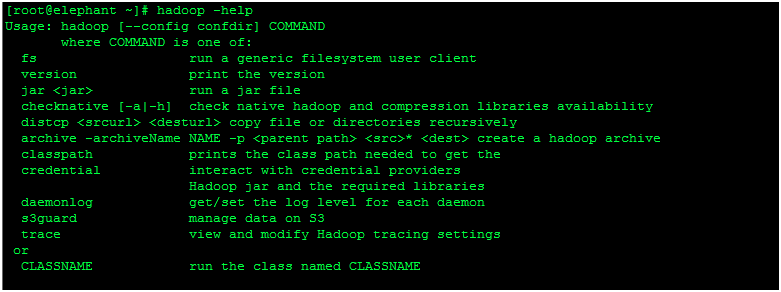 [root@elephant ~]# hadoop -help
Usage: hadoop [--config confdir] COMMAND
       where COMMAND is one of:
  fs                   run a generic filesystem user client
  version              print the version
  jar <jar>            run a jar file
  checknative [-a|-h]  check native hadoop and compression libraries availability
  distcp <srcurl> <desturl> copy file or directories recursively
  archive -archiveName NAME -p <parent path> <src>* <dest> create a hadoop archive
  classpath            prints the class path needed to get the
  credential           interact with credential providers
                       Hadoop jar and the required libraries
  daemonlog            get/set the log level for each daemon
  s3guard              manage data on S3
  trace                view and modify Hadoop tracing settings
 or
  CLASSNAME            run the class named CLASSNAME